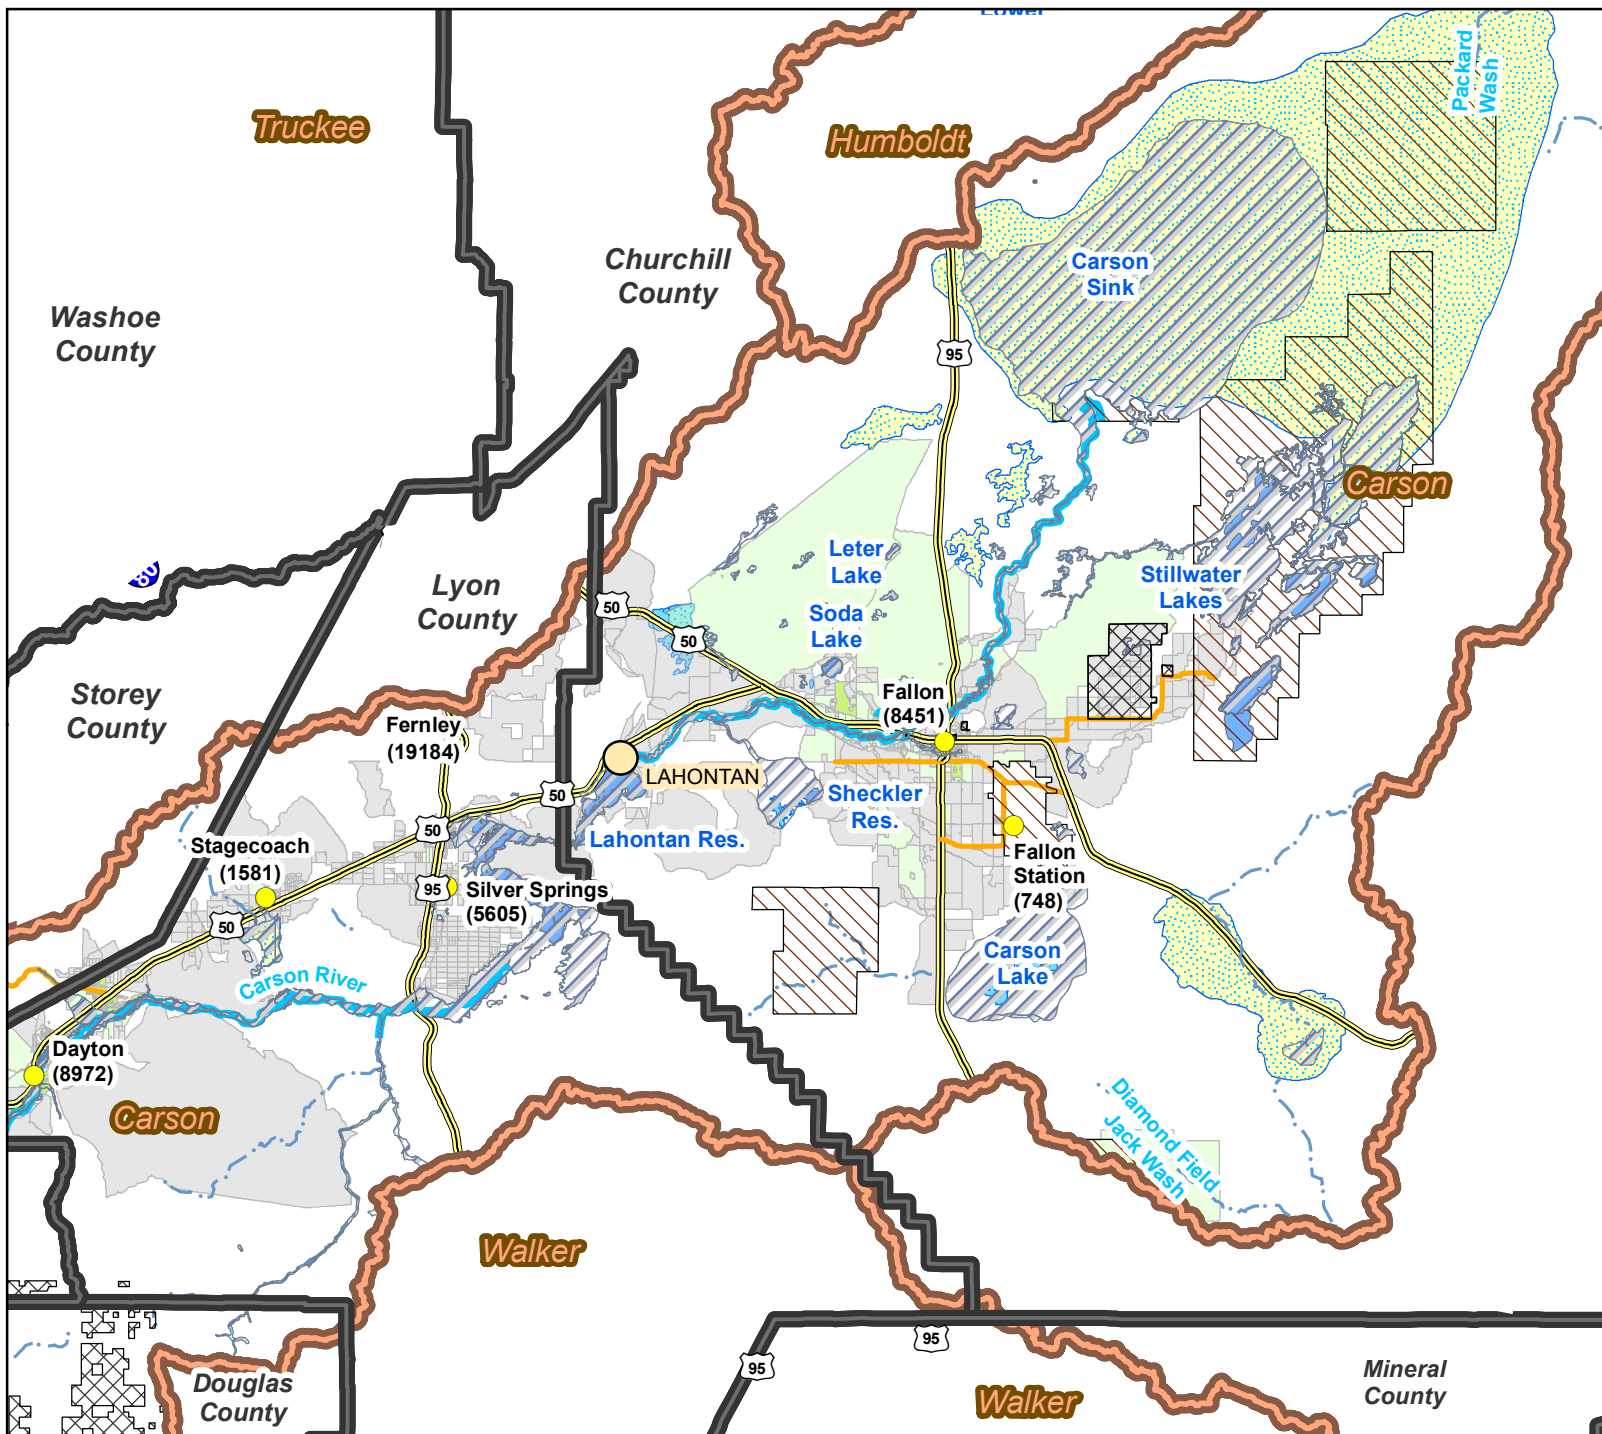 Lower
Packard
Wash
Truckee
Humboldt
Churchill
County
Carson
Sink
Washoe
County
95
Carson
Leter
Lake
Stillwater
Lakes
80
Lyon
County
50
Soda
Lake
50
Storey
County
Fallon
(8451)
Fernley
(19184)
LAHONTAN
50
Sheckler
Res.
50
Lahontan Res.
Stagecoach
(1581)
Fallon
Station
(748)
95
Silver Springs
(5605)
50
Carson
Lake
Carson River
Dayton
(8972)
Carson
Diamond Field
Jack Wash
Walker
95
95
Douglas
County
Mineral
County
Walker